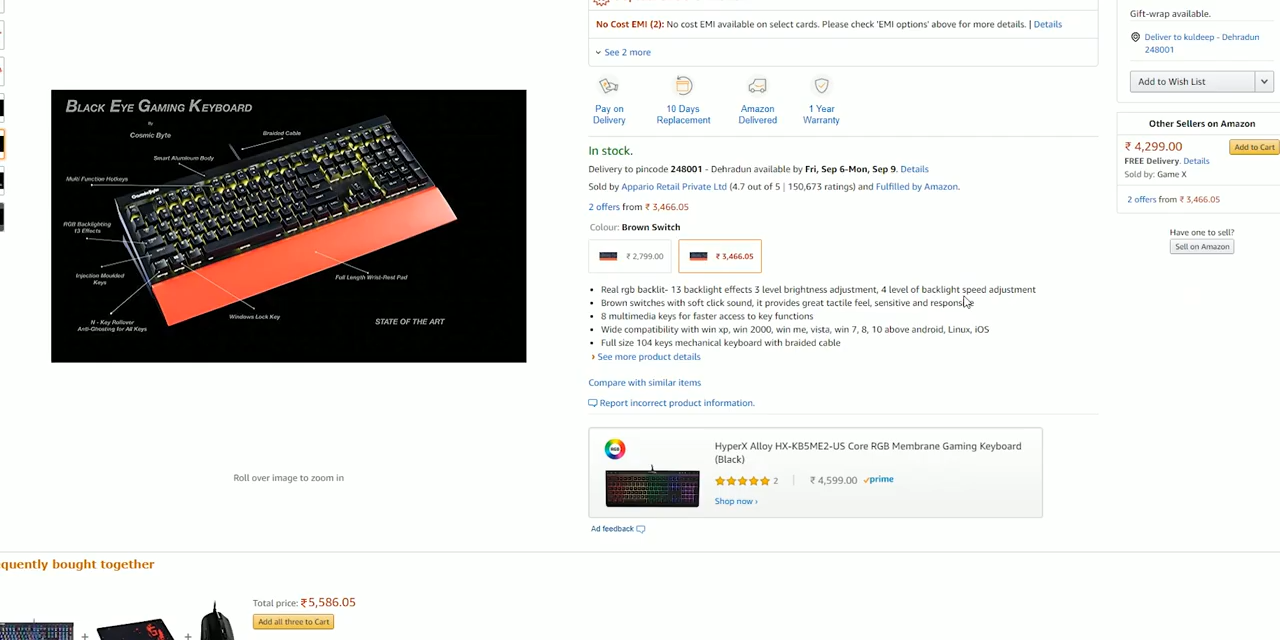 BLACK EYE GAMING KEYBOARD
By
Cosmic Byte
Braided Cable
Smart Aluminum Body
Multi Function Hotkeys
CosmicByte
RGB Backlighting
13 Effects
Injection Moulded
Keys
Full Length Wrist-Rest Pad
N - Key Rollover
Anti-Ghosting for All Keys
Windows Lock Key
STATE OF THE ART
Roll over image to zoom in
No Cost EMI (2): No cost EMI available on select cards. Please check 'EMI options' above for more details. | Details
See 2 more
Pay on
Delivery
10 Days
Replacement
Amazon
Delivered
1 Year
Warranty
In stock.
Delivery to pincode 248001 - Dehradun available by Fri, Sep 6-Mon, Sep 9. Details
Sold by Appario Retail Private Ltd (4.7 out of 5 | 150,673 ratings) and Fulfilled by Amazon.
2 offers from ₹ 3,466.05
Colour: Brown Switch
₹ 2,799.00
₹ 3,466.05
• Real rgb backlit- 13 backlight effects 3 level brightness adjustment, 4 level of backlight speed adjustment
• Brown switches with soft click sound, it provides great tactile feel, sensitive and response
• 8 multimedia keys for faster access to key functions
• Wide compatibility with win xp, win 2000, win me, vista, win 7, 8, 10 above android, Linux, iOS
• Full size 104 keys mechanical keyboard with braided cable
› See more product details
Compare with similar items
Report incorrect product information.
RGB
HyperX Alloy HX-KB5ME2-US Core RGB Membrane Gaming Keyboard
(Black)
2 | ₹ 4,599.00 prime
Shop now ›
Ad feedback
Gift-wrap available.
Deliver to kuldeep - Dehradun
248001
Add to Wish List
Other Sellers on Amazon
₹ 4,299.00 Add to Cart
FREE Delivery. Details
Sold by: Game X
2 offers from ₹ 3,466.05
Have one to sell?
Sell on Amazon
quently bought together
Total price: ₹5,586.05
Add all three to Cart
+ +